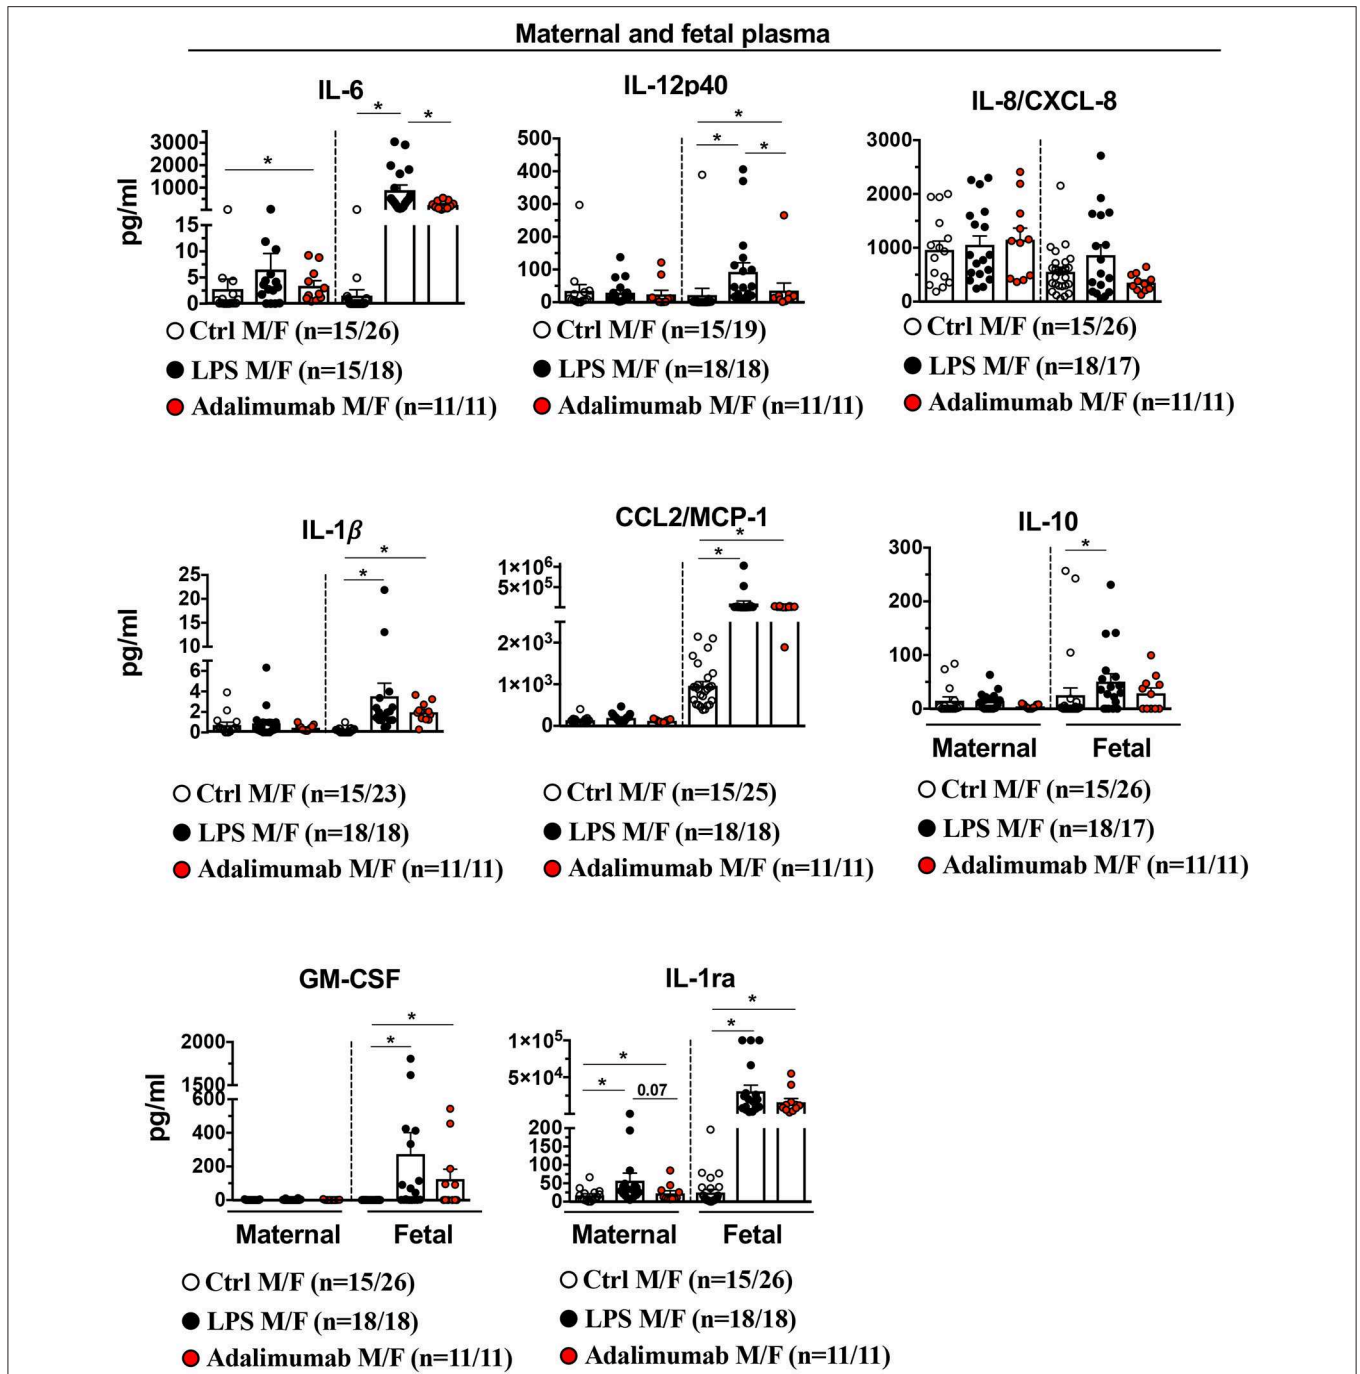 Maternal and fetal plasma
IL-6
pg/ml
3000
2000
1000
15
10
5
0
*
*
*
Ctrl M/F (n=15/26)
LPS M/F (n=15/18)
Adalimumab M/F (n=11/11)
IL-12p40
500
400
300
200
100
0
*
*
*
Ctrl M/F (n=15/19)
LPS M/F (n=18/18)
Adalimumab M/F (n=11/11)
IL-8/CXCL-8
3000
2000
1000
0
Ctrl M/F (n=15/26)
LPS M/F (n=18/17)
Adalimumab M/F (n=11/11)
IL-1β
pg/ml
25
20
15
10
6
4
2
0
*
*
Ctrl M/F (n=15/23)
LPS M/F (n=18/18)
Adalimumab M/F (n=11/11)
CCL2/MCP-1
1×10⁶
5×10⁵
2×10³
1×10³
0
*
*
Ctrl M/F (n=15/25)
LPS M/F (n=18/18)
Adalimumab M/F (n=11/11)
IL-10
300
200
100
0
*
Maternal Fetal
Ctrl M/F (n=15/26)
LPS M/F (n=18/17)
Adalimumab M/F (n=11/11)
GM-CSF
pg/ml
2000
1500
600
400
200
0
*
*
Maternal Fetal
Ctrl M/F (n=15/26)
LPS M/F (n=18/18)
Adalimumab M/F (n=11/11)
IL-1ra
1×10⁵
5×10⁴
200
150
100
50
0
*
*
0.07
*
*
Maternal Fetal
Ctrl M/F (n=15/26)
LPS M/F (n=18/18)
Adalimumab M/F (n=11/11)